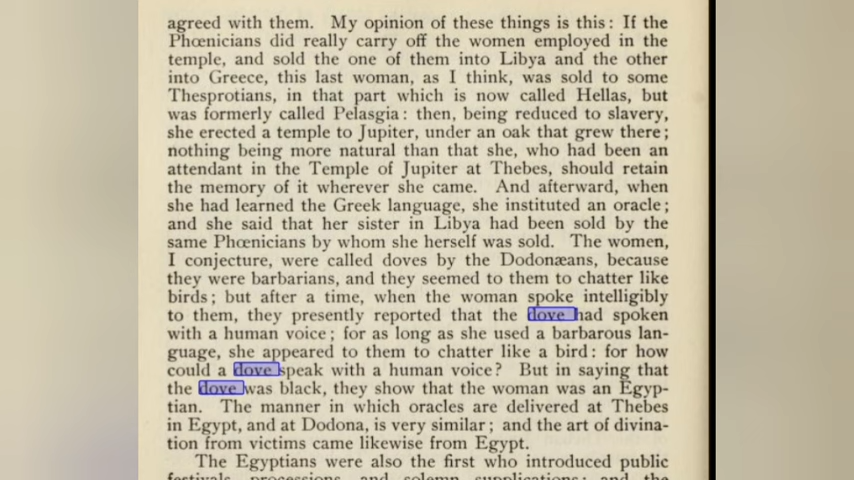 agreed with them. My opinion of these things is this: If the
Phœnicians did really carry off the women employed in the
temple, and sold the one of them into Libya and the other
into Greece, this last woman, as I think, was sold to some
Thesprotians, in that part which is now called Hellas, but
was formerly called Pelasgia: then, being reduced to slavery,
she erected a temple to Jupiter, under an oak that grew there;
nothing being more natural than that she, who had been an
attendant in the Temple of Jupiter at Thebes, should retain
the memory of it wherever she came. And afterward, when
she had learned the Greek language, she instituted an oracle;
and she said that her sister in Libya had been sold by the
same Phœnicians by whom she herself was sold. The women,
I conjecture, were called doves by the Dodonæans, because
they were barbarians, and they seemed to them to chatter like
birds; but after a time, when the woman spoke intelligibly
to them, they presently reported that the dove had spoken
with a human voice; for as long as she used a barbarous lan-
guage, she appeared to them to chatter like a bird: for how
could a dove speak with a human voice? But in saying that
the dove was black, they show that the woman was an Egyp-
tian. The manner in which oracles are delivered at Thebes
in Egypt, and at Dodona, is very similar; and the art of divina-
tion from victims came likewise from Egypt.
The Egyptians were also the first who introduced public
festivals, processions, and solemn supplications: and the